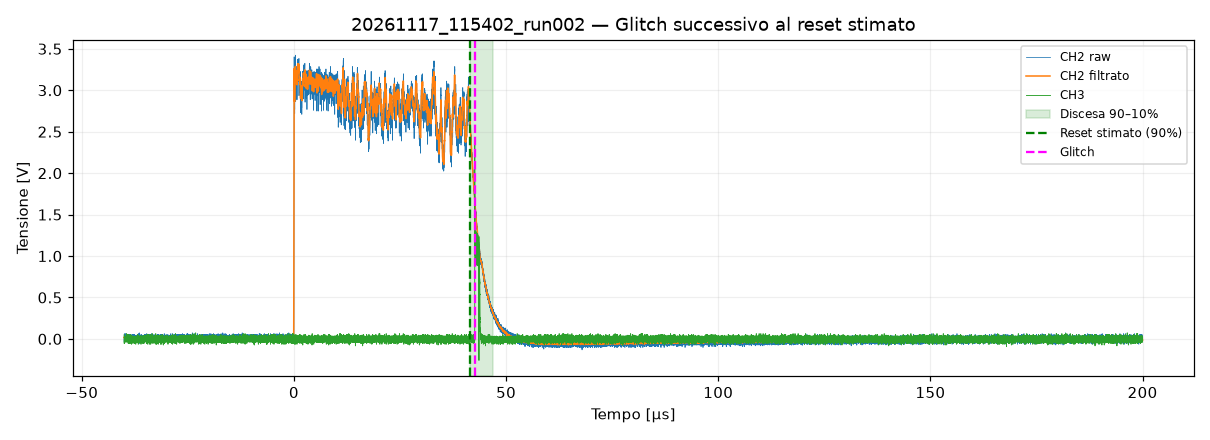 20261117_115402_run002 — Glitch successivo al reset stimato
3.5
3.0
2.5
2.0
1.5
1.0
0.5
0.0
Tensione [V]
CH2 raw
CH2 filtrato
CH3
Discesa 90–10%
Reset stimato (90%)
Glitch
−50
0
50
100
150
200
Tempo [µs]